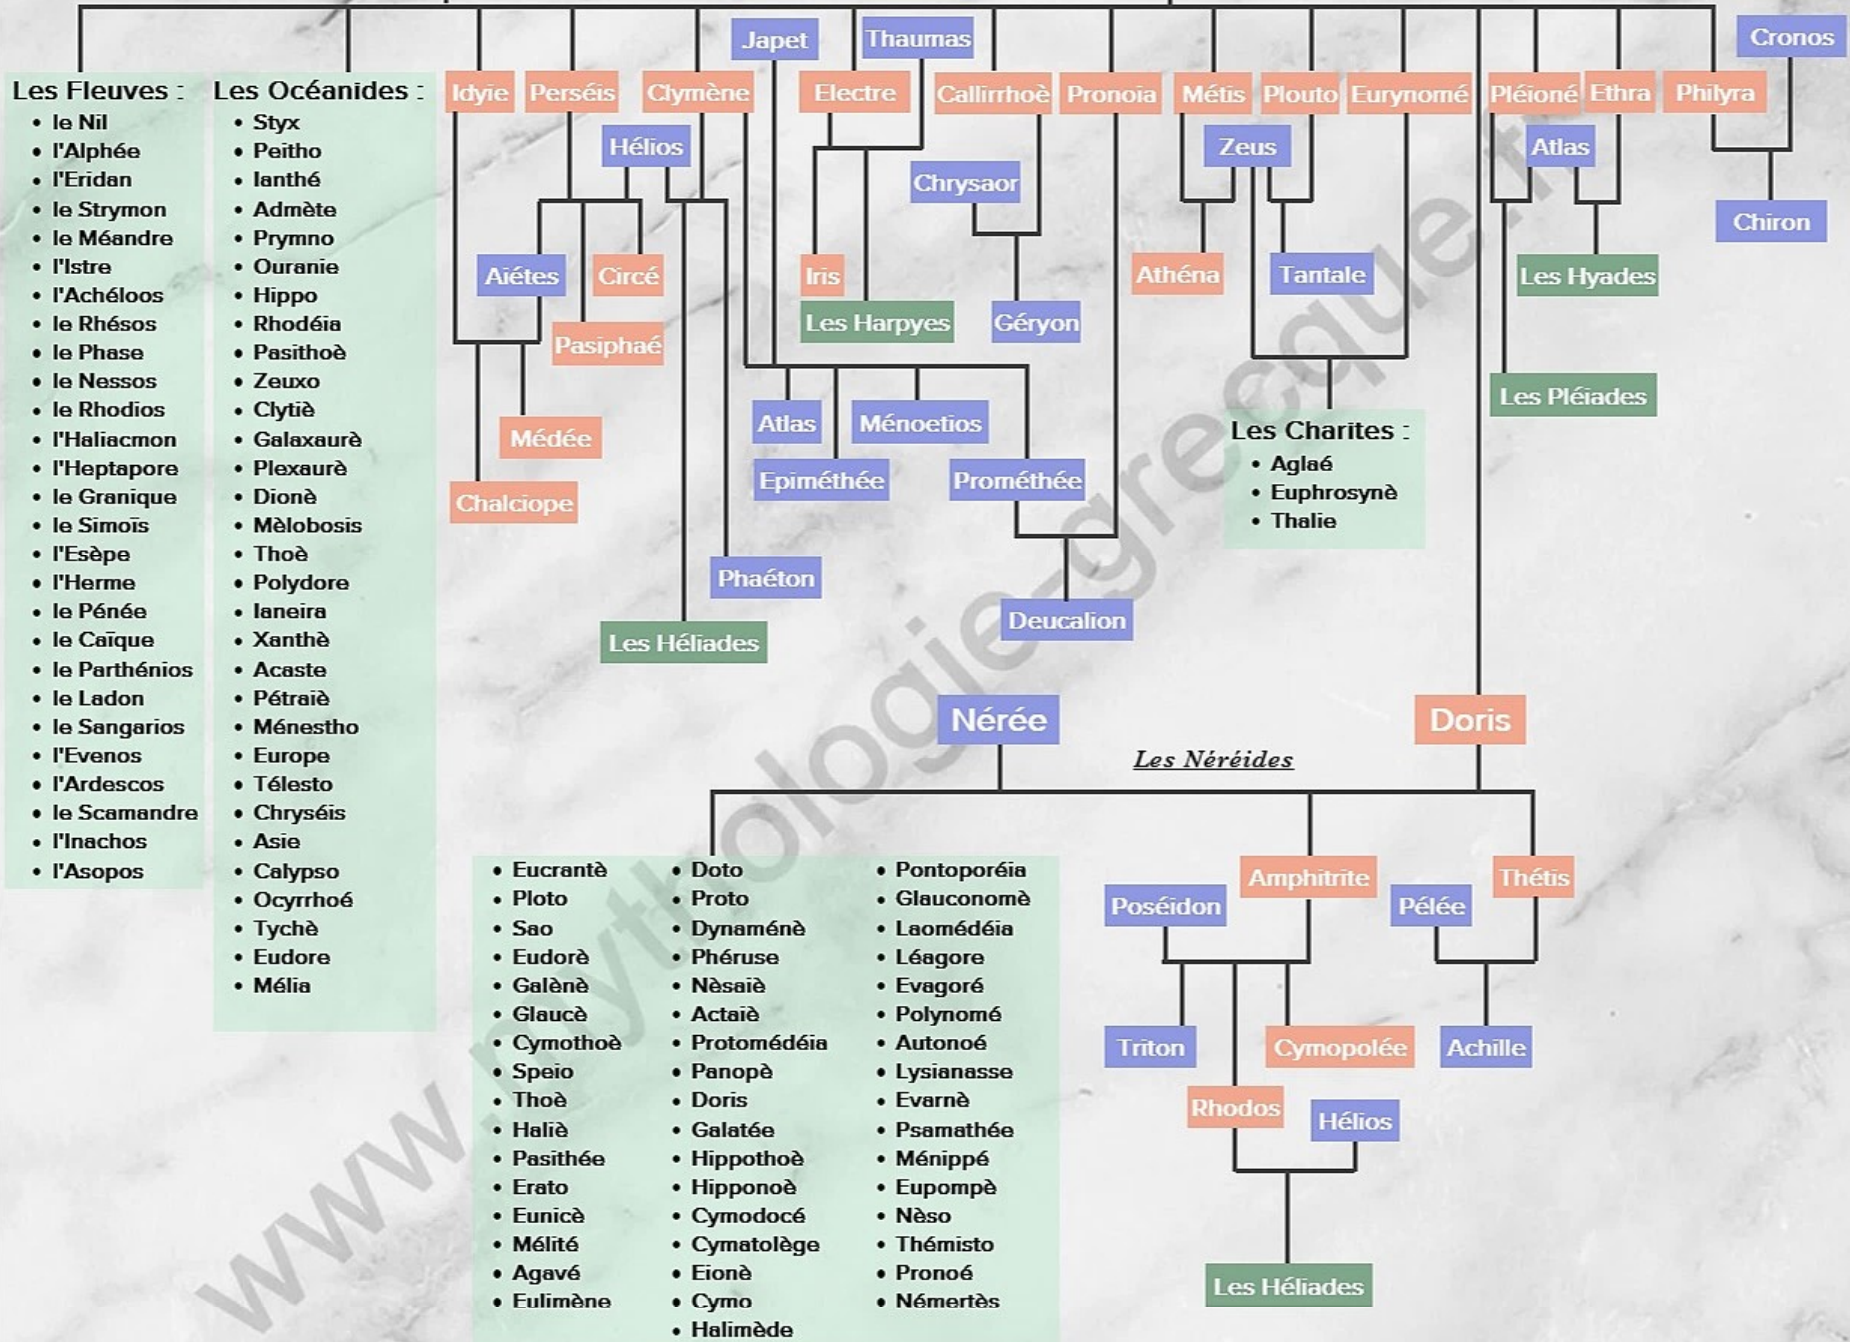 Les Fleuves :
le Nil
l'Alphée
l'Eridan
le Strymon
le Méandre
l'Istre
l'Achéloos
le Rhésos
le Phase
le Nessos
le Rhodios
l'Haliacmon
l'Heptapore
le Granique
le Simoïs
l'Esèpe
l'Herme
le Pénée
le Caïque
le Parthénios
le Ladon
le Sangarios
l'Evenos
l'Ardescos
le Scamandre
l'Inachos
l'Asopos
Les Océanides :
Styx
Peïtho
Ianthé
Admète
Prymno
Ouranie
Hippo
Rhodéia
Pasithoè
Zeuxo
Clytiè
Galaxaurè
Plexaurè
Dionè
Mèlobosis
Thoè
Polydore
Ianeira
Xanthè
Acaste
Pétraiè
Ménestho
Europe
Télesto
Chryséis
Asie
Calypso
Ocyrrhoé
Tychè
Eudore
Mélia
Japet
Thaumas
Cronos
Idyïe
Perséis
Clymène
Electre
Callirrhoè
Pronoia
Métis
Plouto
Eurynomé
Pléioné
Ethra
Philyra
Hélios
Chrysaor
Zeus
Atlas
Chiron
Aiétes
Circé
Pasiphaé
Iris
Les Harpyes
Géryon
Athéna
Tantale
Les Hyades
Médée
Chalciope
Atlas
Ménoetios
Epiméthée
Prométhée
Les Pléiades
Les Charites :
Aglaé
Euphrosynè
Thalie
Phaéton
Deucalion
Les Héliades
Nérée
Doris
Les Néréides
Eucrantè
Ploto
Sao
Eudorè
Galènè
Glaucè
Cymothoè
Speio
Thoè
Haliè
Pasithée
Erato
Eunicè
Mélité
Agavé
Eulimène
Doto
Proto
Dynaménè
Phéruse
Nèsaiè
Actaiè
Protomédéia
Panopè
Doris
Galatée
Hippothoè
Hipponoè
Cymodocé
Cymatolège
Eionè
Cymo
Halimède
Pontoporéia
Glauconomè
Laomédéia
Léagore
Evagoré
Polynomé
Autonoé
Lysianasse
Evarnè
Psamathée
Ménippé
Eupompè
Nèso
Thémisto
Pronoé
Némertès
Amphitrite
Thétis
Poséidon
Pélée
Triton
Cymopolée
Achille
Rhodos
Hélios
Les Héliades
www.mythologie-grecque.fr